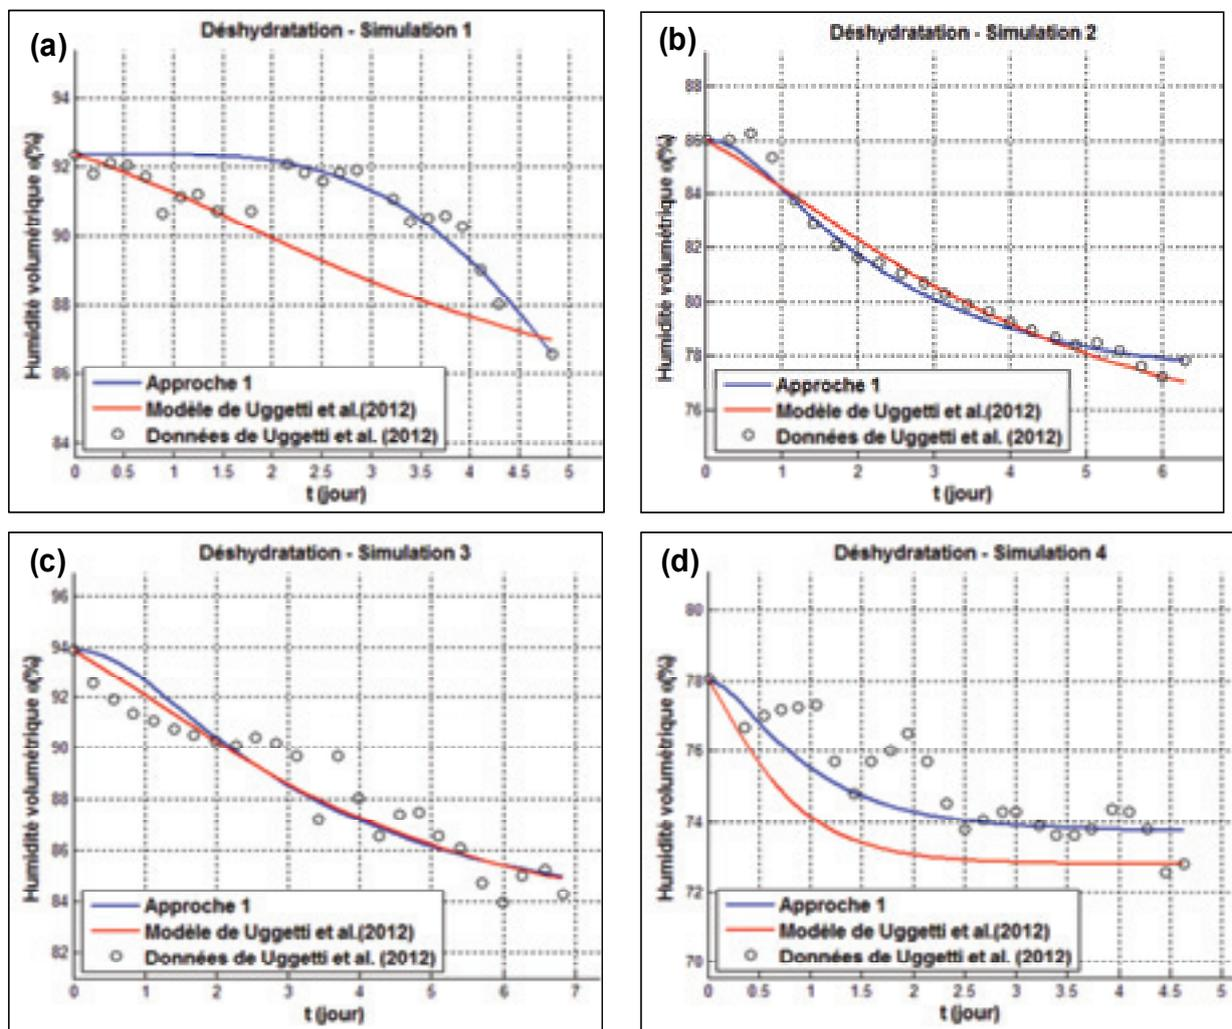 (a)
Déshydratation - Simulation 1
Humidité volumétrique e(%)
94
92
90
88
86
84
Approche 1
Modèle de Uggetti et al.(2012)
Données de Uggetti et al. (2012)
0 0.5 1 1.5 2 2.5 3 3.5 4 4.5 5
t (jour)
(b)
Déshydratation - Simulation 2
Humidité volumétrique e(%)
88
86
84
82
80
78
76
Approche 1
Modèle de Uggetti et al.(2012)
Données de Uggetti et al. (2012)
0 1 2 3 4 5 6
t (jour)
(c)
Déshydratation - Simulation 3
Humidité volumétrique e(%)
96
94
92
90
88
86
84
82
Approche 1
Modèle de Uggetti et al.(2012)
Données de Uggetti et al. (2012)
0 1 2 3 4 5 6 7
t (jour)
(d)
Déshydratation - Simulation 4
Humidité volumétrique e(%)
80
78
76
74
72
70
Approche 1
Modèle de Uggetti et al.(2012)
Données de Uggetti et al. (2012)
0 0.5 1 1.5 2 2.5 3 3.5 4 4.5 5
t (jour)